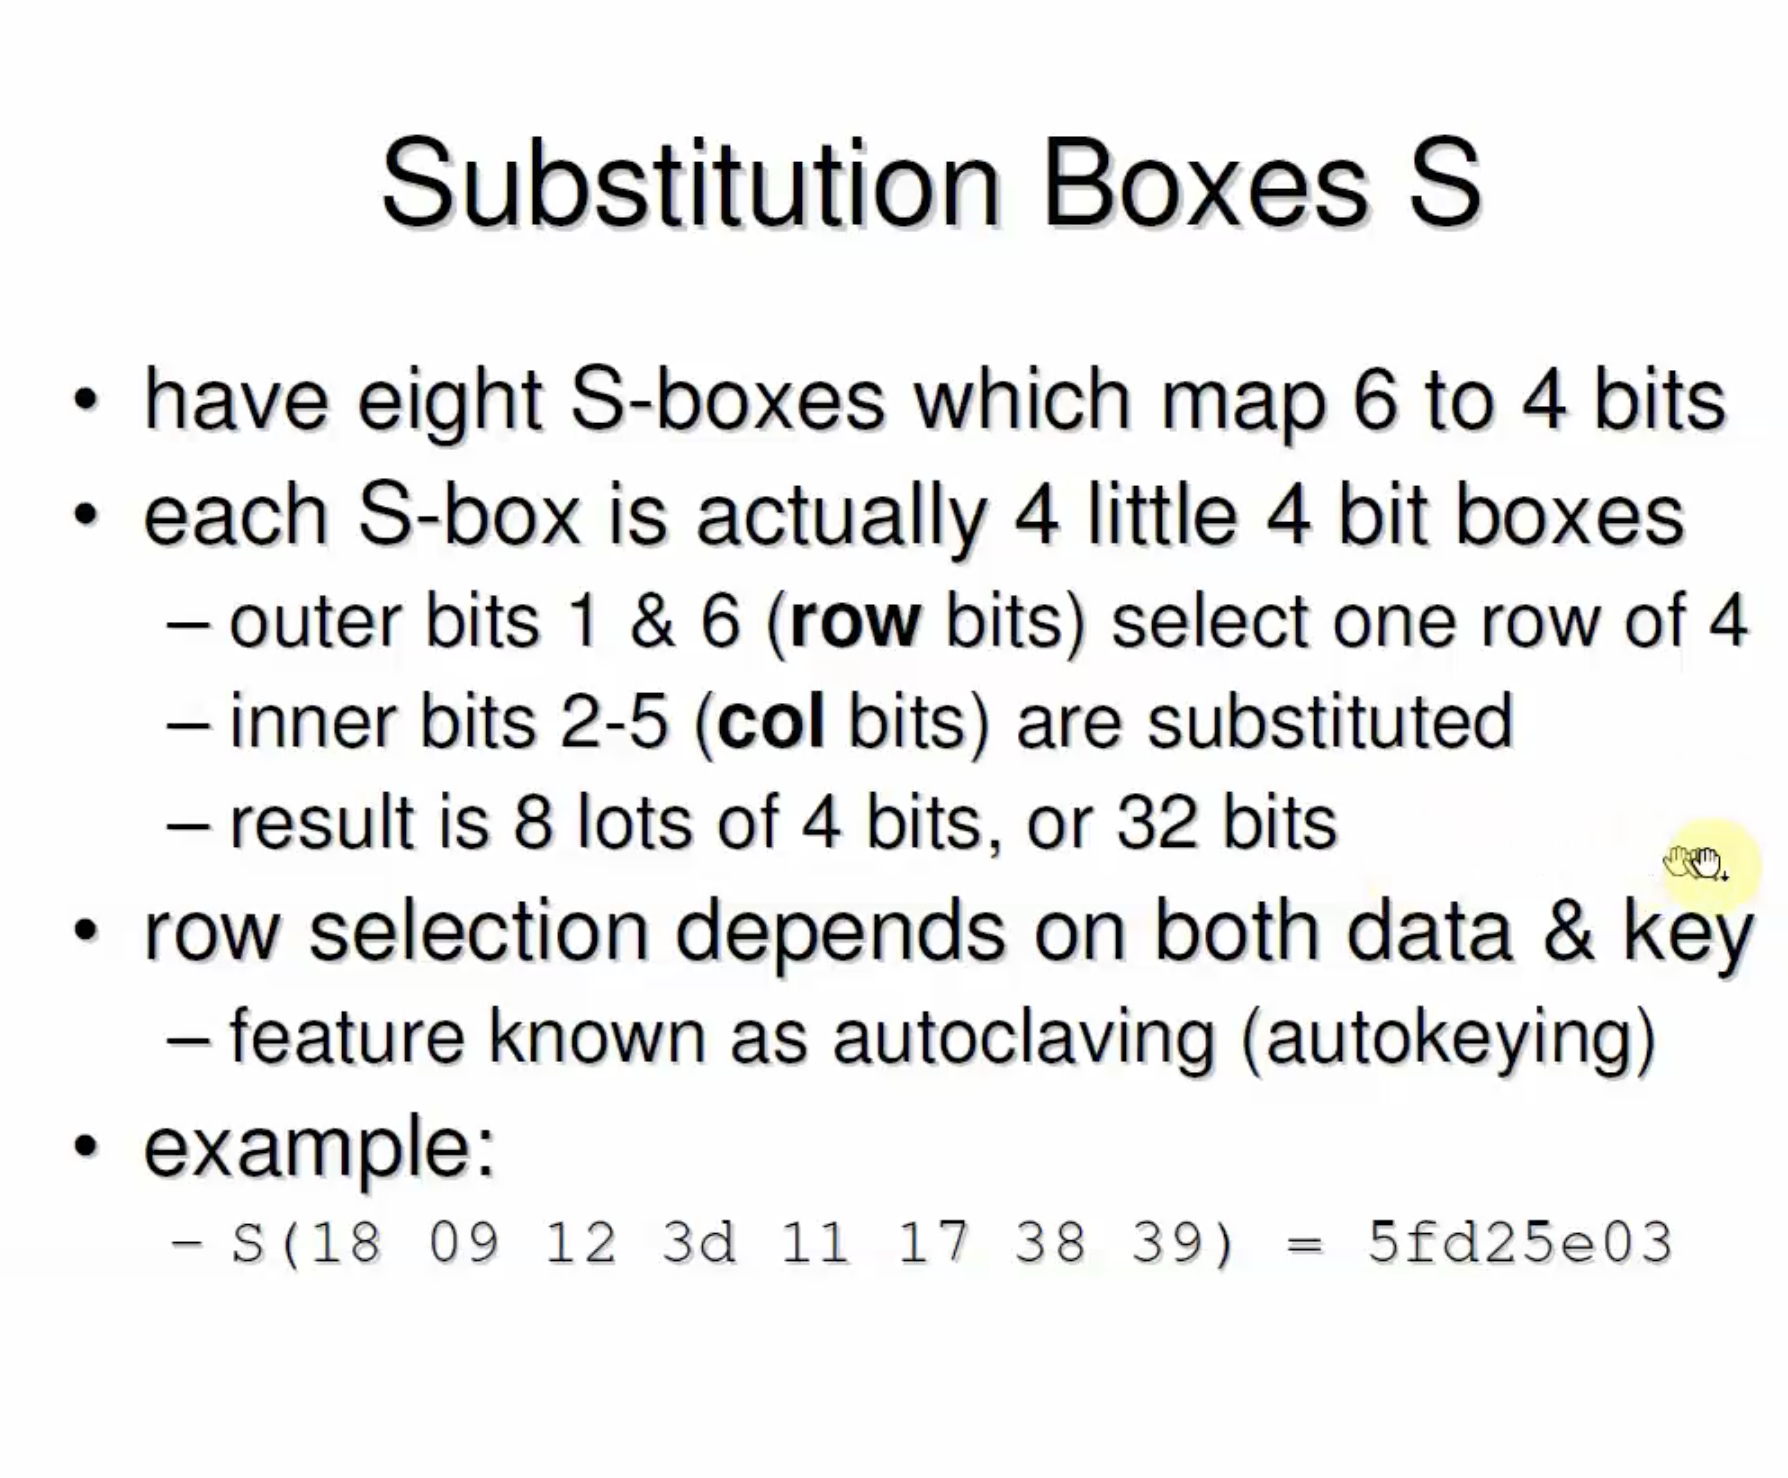 Substitution Boxes S
• have eight S-boxes which map 6 to 4 bits
• each S-box is actually 4 little 4 bit boxes
– outer bits 1 & 6 (row bits) select one row of 4
– inner bits 2-5 (col bits) are substituted
– result is 8 lots of 4 bits, or 32 bits
• row selection depends on both data & key
– feature known as autoclaving (autokeying)
• example:
– S(18 09 12 3d 11 17 38 39) = 5fd25e03